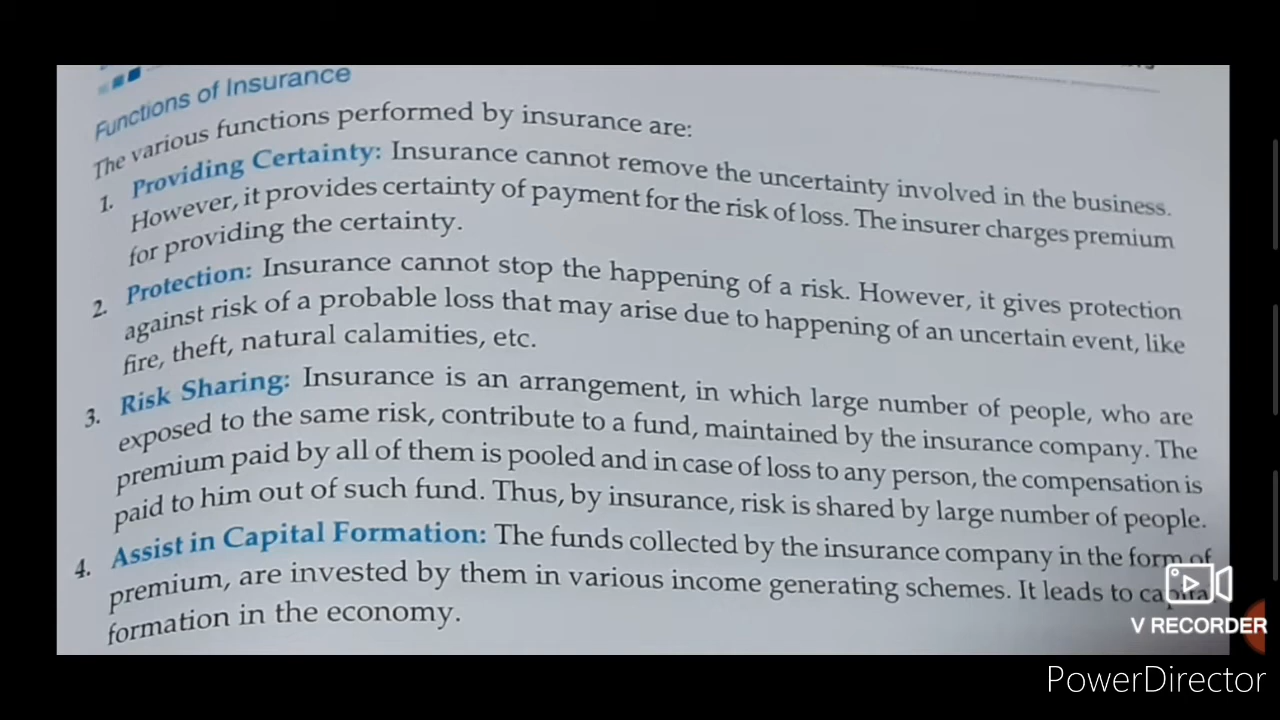 Functions of Insurance
The various functions performed by insurance are:
1. Providing Certainty: Insurance cannot remove the uncertainty involved in the business.
However, it provides certainty of payment for the risk of loss. The insurer charges premium
for providing the certainty.
2. Protection: Insurance cannot stop the happening of a risk. However, it gives protection
against risk of a probable loss that may arise due to happening of an uncertain event, like
fire, theft, natural calamities, etc.
3. Risk Sharing: Insurance is an arrangement, in which large number of people, who are
exposed to the same risk, contribute to a fund, maintained by the insurance company. The
premium paid by all of them is pooled and in case of loss to any person, the compensation is
paid to him out of such fund. Thus, by insurance, risk is shared by large number of people.
4. Assist in Capital Formation: The funds collected by the insurance company in the form of
premium, are invested by them in various income generating schemes. It leads to capital
formation in the economy.
V RECORDER
PowerDirector